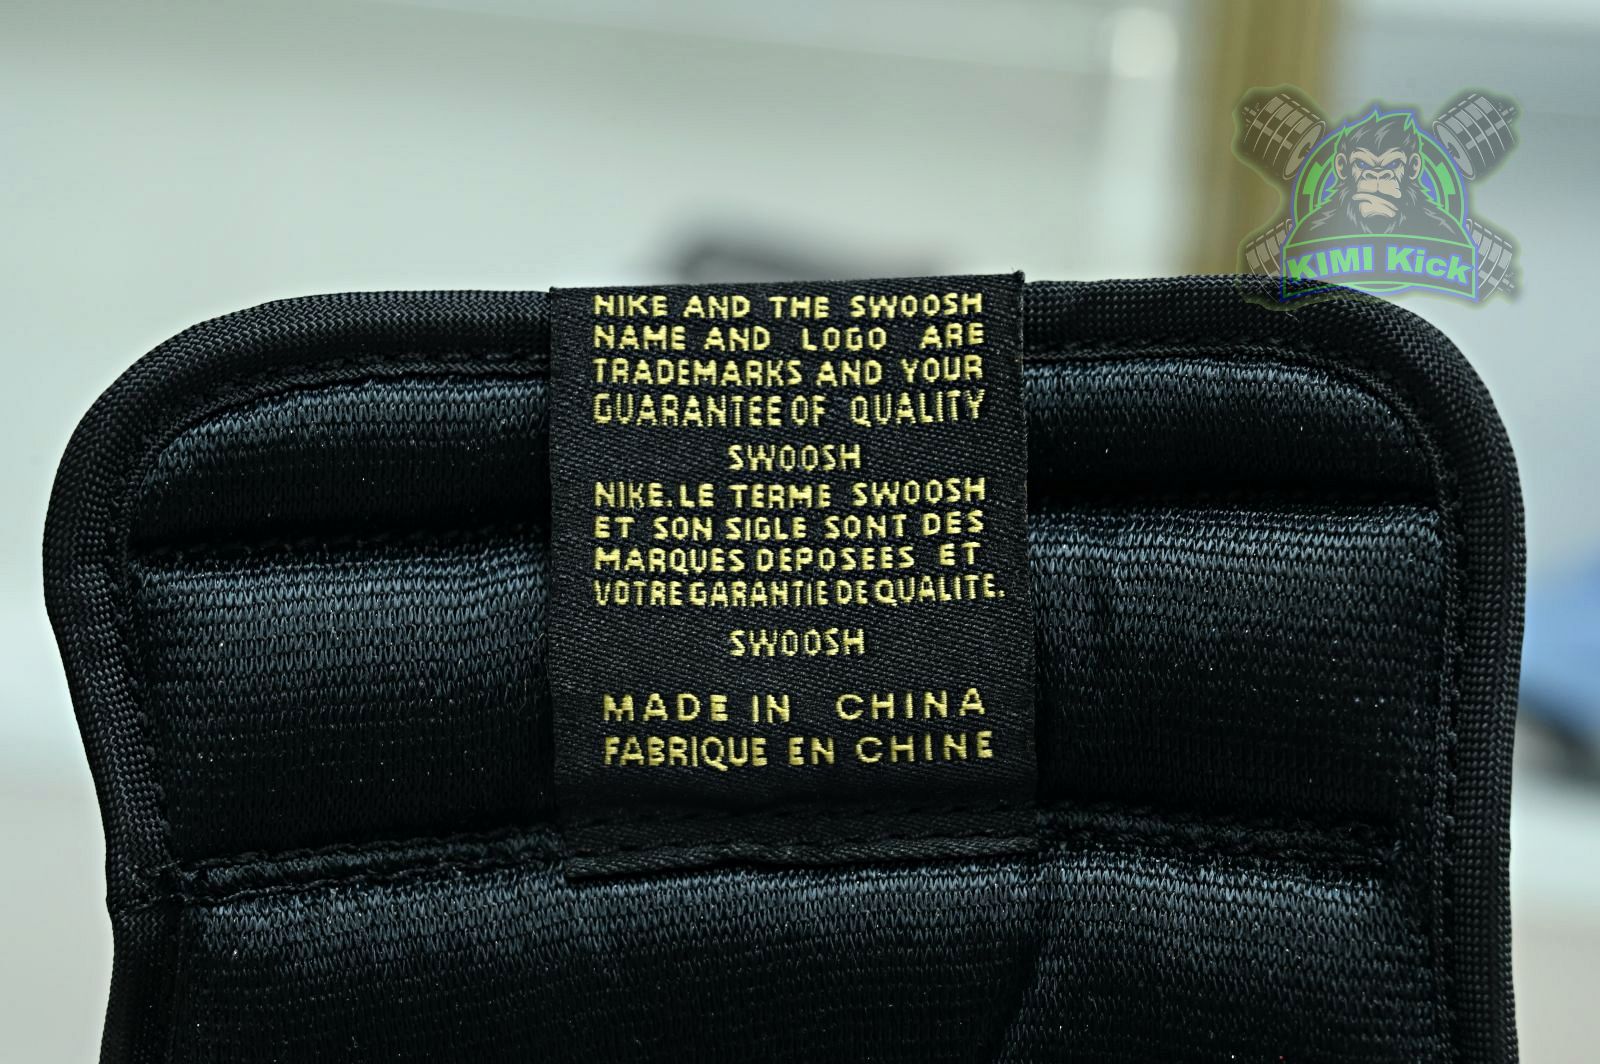 NIKE AND THE SWOOSH
NAME AND LOGO ARE
TRADEMARKS AND YOUR
GUARANTEE OF QUALITY
SWOOSH
NIKE.LE TERME SWOOSH
ET SON SIGLE SONT DES
MARQUES DEPOSEES ET
VOTRE GARANTIE DE QUALITE.
SWOOSH
MADE IN CHINA
FABRIQUE EN CHINE
KIMI Kick